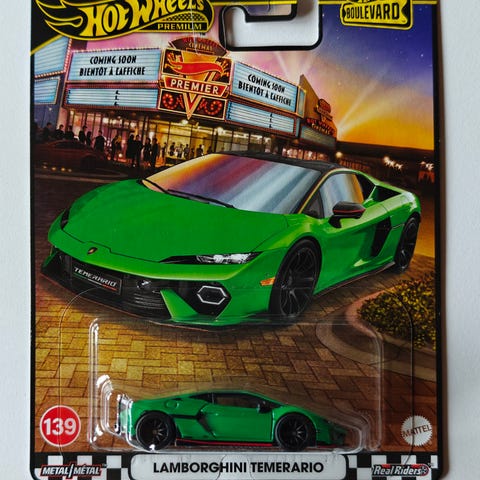 Hot Wheels
PREMIUM
BOULEVARD
COMING SOON
BIENTÔT À L'AFFICHE
CINEMA
PREMIER
COMING SOON
BIENTÔT À L'AFFICHE
TEMERARIO
139
MATTEL
LAMBORGHINI TEMERARIO
METAL/MÉTAL
Real Riders